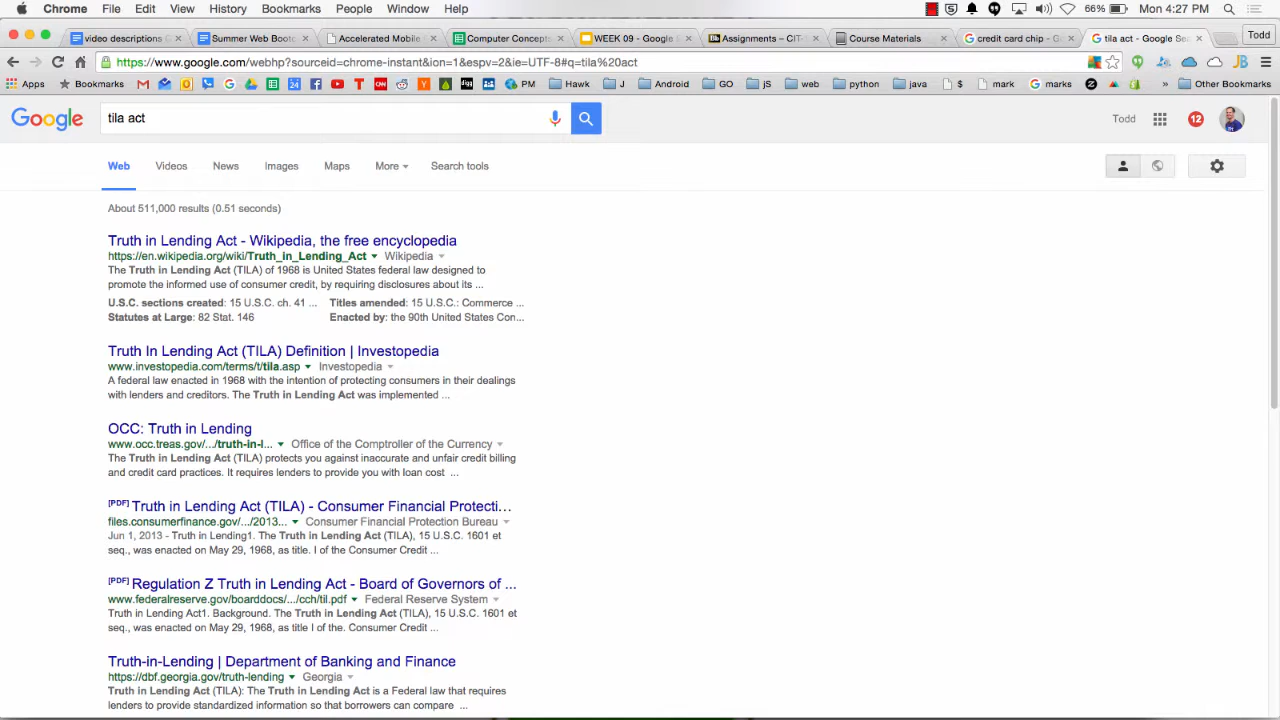 Chrome File Edit View History Bookmarks People Window Help 66% Mon 4:27 PM
video descriptions G Summer Web Boot Accelerated Mobile Computer Concepts WEEK 09 - Google S Assignments – CIT- Course Materials credit card chip - G tila act - Google Se Todd
https://www.google.com/webhp?sourceid=chrome-instant&ion=1&espv=2&ie=UTF-8#q=tila%20act
Apps Bookmarks PM Hawk J Android GO jS web python java $ mark marks » Other Bookmarks
Google tila act Todd 12
Web Videos News Images Maps More Search tools
About 511,000 results (0.51 seconds)
Truth in Lending Act - Wikipedia, the free encyclopedia
https://en.wikipedia.org/wiki/Truth_in_Lending_Act Wikipedia
The Truth in Lending Act (TILA) of 1968 is United States federal law designed to
promote the informed use of consumer credit, by requiring disclosures about its ...
U.S.C. sections created: 15 U.S.C. ch. 41 ... Titles amended: 15 U.S.C.: Commerce ...
Statutes at Large: 82 Stat. 146 Enacted by: the 90th United States Con...
Truth In Lending Act (TILA) Definition | Investopedia
www.investopedia.com/terms/t/tila.asp Investopedia
A federal law enacted in 1968 with the intention of protecting consumers in their dealings
with lenders and creditors. The Truth in Lending Act was implemented ...
OCC: Truth in Lending
www.occ.treas.gov/.../truth-in-l... Office of the Comptroller of the Currency
The Truth in Lending Act (TILA) protects you against inaccurate and unfair credit billing
and credit card practices. It requires lenders to provide you with loan cost ...
[PDF] Truth in Lending Act (TILA) - Consumer Financial Protecti...
files.consumerfinance.gov/.../2013... Consumer Financial Protection Bureau
Jun 1, 2013 - Truth in Lending1. The Truth in Lending Act (TILA), 15 U.S.C. 1601 et
seq., was enacted on May 29, 1968, as title. I of the Consumer Credit ...
[PDF] Regulation Z Truth in Lending Act - Board of Governors of ...
www.federalreserve.gov/boarddocs/.../cch/til.pdf Federal Reserve System
Truth in Lending Act1. Background. The Truth in Lending Act (TILA), 15 U.S.C. 1601 et
seq., was enacted on May 29, 1968, as title I of the. Consumer Credit ...
Truth-in-Lending | Department of Banking and Finance
https://dbf.georgia.gov/truth-lending Georgia
Truth in Lending Act (TILA): The Truth in Lending Act is a Federal law that requires
lenders to provide standardized information so that borrowers can compare ...